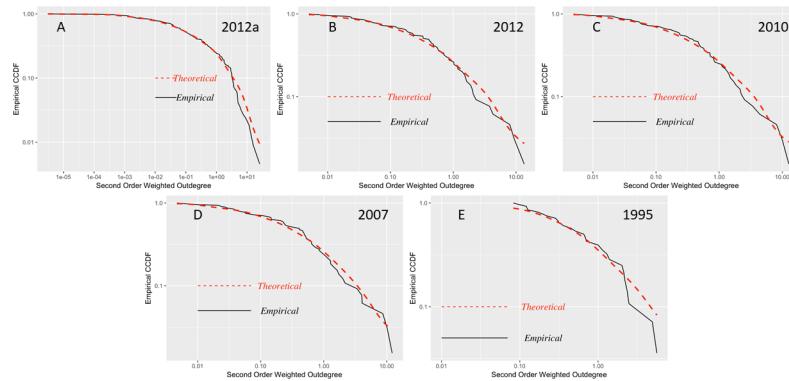 A 2012a
Empirical CCDF
1.00
0.10
0.01
Theoretical
Empirical
1e-05 1e-04 1e-03 1e-02 1e-01 1e+00 1e+01
Second Order Weighted Outdegree
B 2012
Empirical CCDF
1.0
0.1
Theoretical
Empirical
0.01 0.10 1.00 10.00
Second Order Weighted Outdegree
C 2010
Empirical CCDF
1.0
0.1
Theoretical
Empirical
0.01 0.10 1.00 10.00
Second Order Weighted Outdegree
D 2007
Empirical CCDF
1.0
0.1
Theoretical
Empirical
0.01 0.10 1.00 10.00
Second Order Weighted Outdegree
E 1995
Empirical CCDF
1.0
0.1
Theoretical
Empirical
0.01 0.10 1.00
Second Order Weighted Outdegree